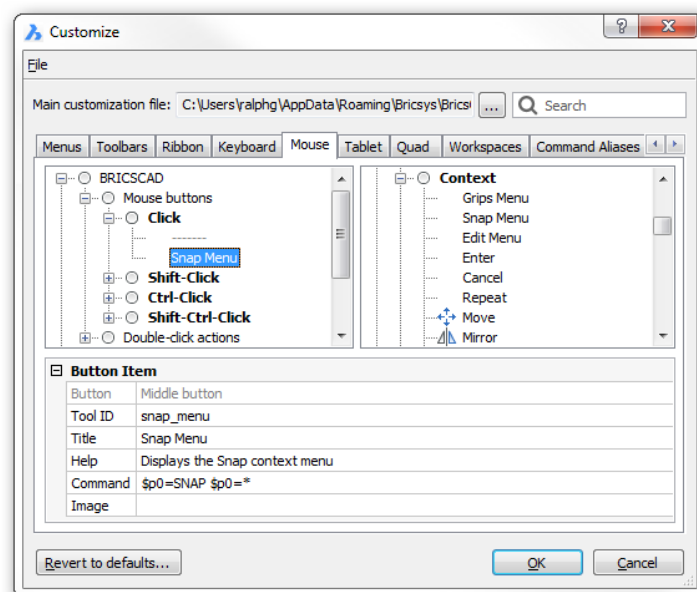 Customize
File
Main customization file: C:\Users\ralphg\AppData\Roaming\Bricsys\Brics ... Search
Menus Toolbars Ribbon Keyboard Mouse Tablet Quad Workspaces Command Aliases
BRICSCAD
Mouse buttons
Click
-------
Snap Menu
Shift-Click
Ctrl-Click
Shift-Ctrl-Click
Double-click actions
Context
Grips Menu
Snap Menu
Edit Menu
Enter
Cancel
Repeat
Move
Mirror
Button Item
Button Middle button
Tool ID snap_menu
Title Snap Menu
Help Displays the Snap context menu
Command $p0=SNAP $p0=*
Image
Revert to defaults... OK Cancel